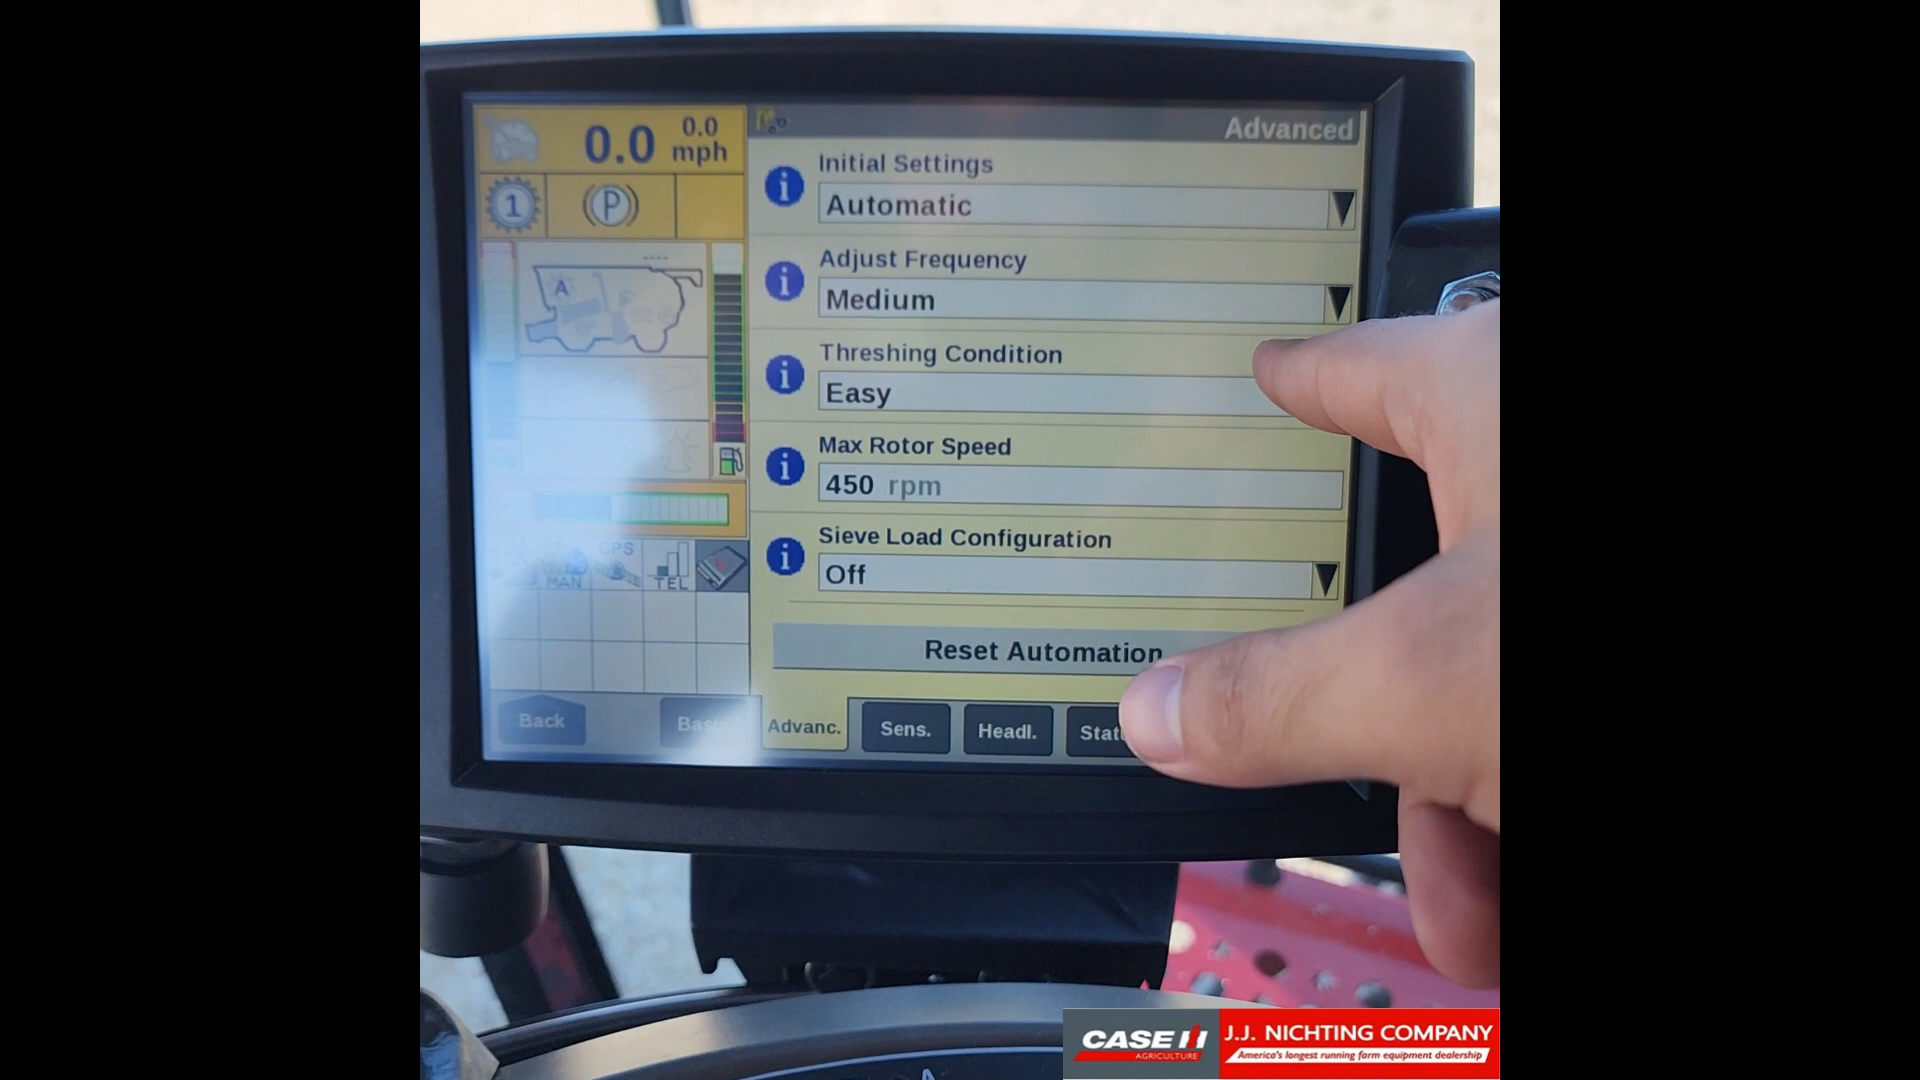 0.0
0.0
mph
1
P
A
GPS
MAN
TEL
Back
Advanced
Initial Settings
Automatic
Adjust Frequency
Medium
Threshing Condition
Easy
Max Rotor Speed
450 rpm
Sieve Load Configuration
Off
Reset Automation
Advanc.
Sens.
Headl.
CASE IH
AGRICULTURE
J.J. NICHTING COMPANY
America's longest running farm equipment dealership